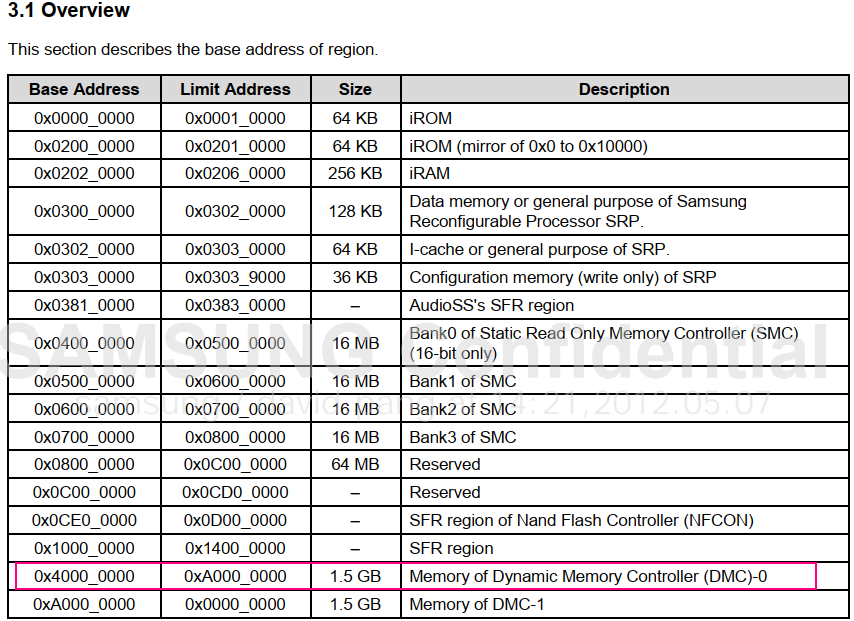 3.1 Overview
This section describes the base address of region.
Base Address Limit Address Size Description
0x0000_0000 0x0001_0000 64 KB iROM
0x0200_0000 0x0201_0000 64 KB iROM (mirror of 0x0 to 0x10000)
0x0202_0000 0x0206_0000 256 KB iRAM
0x0300_0000 0x0302_0000 128 KB Data memory or general purpose of Samsung
Reconfigurable Processor SRP.
0x0302_0000 0x0303_0000 64 KB I-cache or general purpose of SRP.
0x0303_0000 0x0303_9000 36 KB Configuration memory (write only) of SRP
0x0381_0000 0x0383_0000 – AudioSS's SFR region
SAMSUNG Confidential
0x0400_0000 0x0500_0000 16 MB Bank0 of Static Read Only Memory Controller (SMC)
(16-bit only)
0x0500_0000 0x0600_0000 16 MB Bank1 of SMC
samsung / david.pang at 14:21,2012.05.07
0x0600_0000 0x0700_0000 16 MB Bank2 of SMC
0x0700_0000 0x0800_0000 16 MB Bank3 of SMC
0x0800_0000 0x0C00_0000 64 MB Reserved
0x0C00_0000 0x0CD0_0000 – Reserved
0x0CE0_0000 0x0D00_0000 – SFR region of Nand Flash Controller (NFCON)
0x1000_0000 0x1400_0000 – SFR region
0x4000_0000 0xA000_0000 1.5 GB Memory of Dynamic Memory Controller (DMC)-0
0xA000_0000 0x0000_0000 1.5 GB Memory of DMC-1